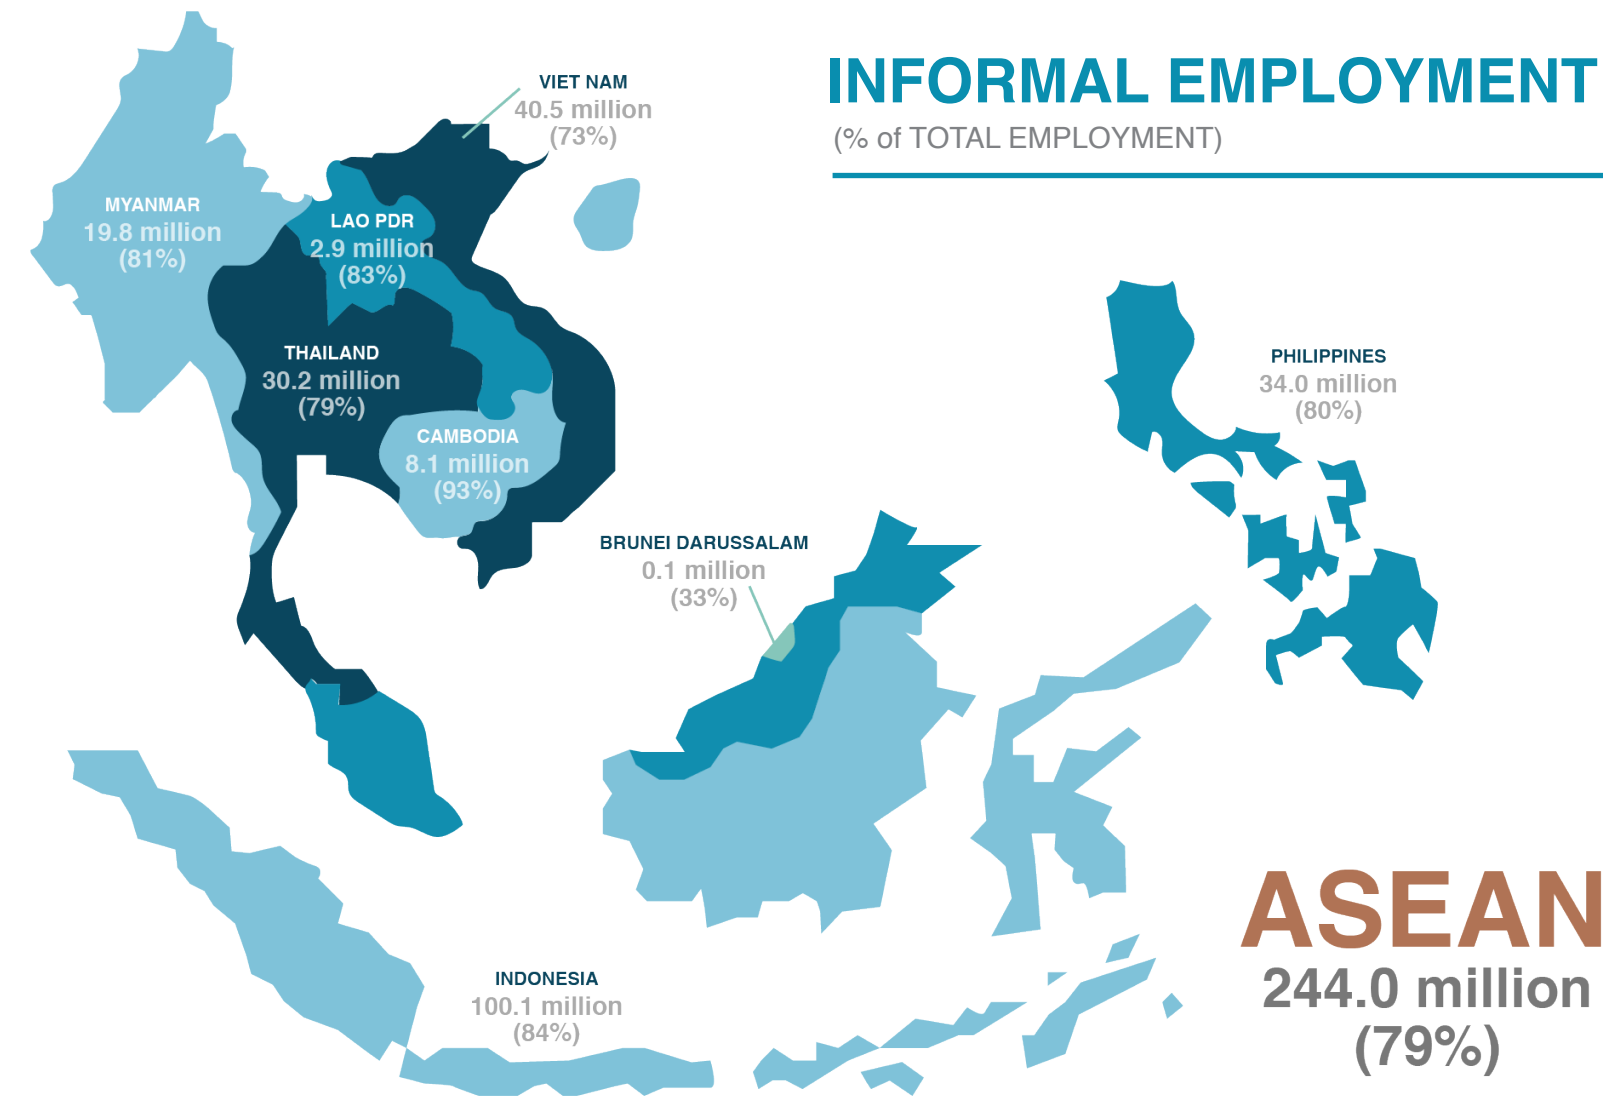 INFORMAL EMPLOYMENT
(% of TOTAL EMPLOYMENT)
VIET NAM
40.5 million
(73%)
MYANMAR
19.8 million
(81%)
LAO PDR
2.9 million
(83%)
THAILAND
30.2 million
(79%)
CAMBODIA
8.1 million
(93%)
PHILIPPINES
34.0 million
(80%)
BRUNEI DARUSSALAM
0.1 million
(33%)
INDONESIA
100.1 million
(84%)
ASEAN
244.0 million
(79%)